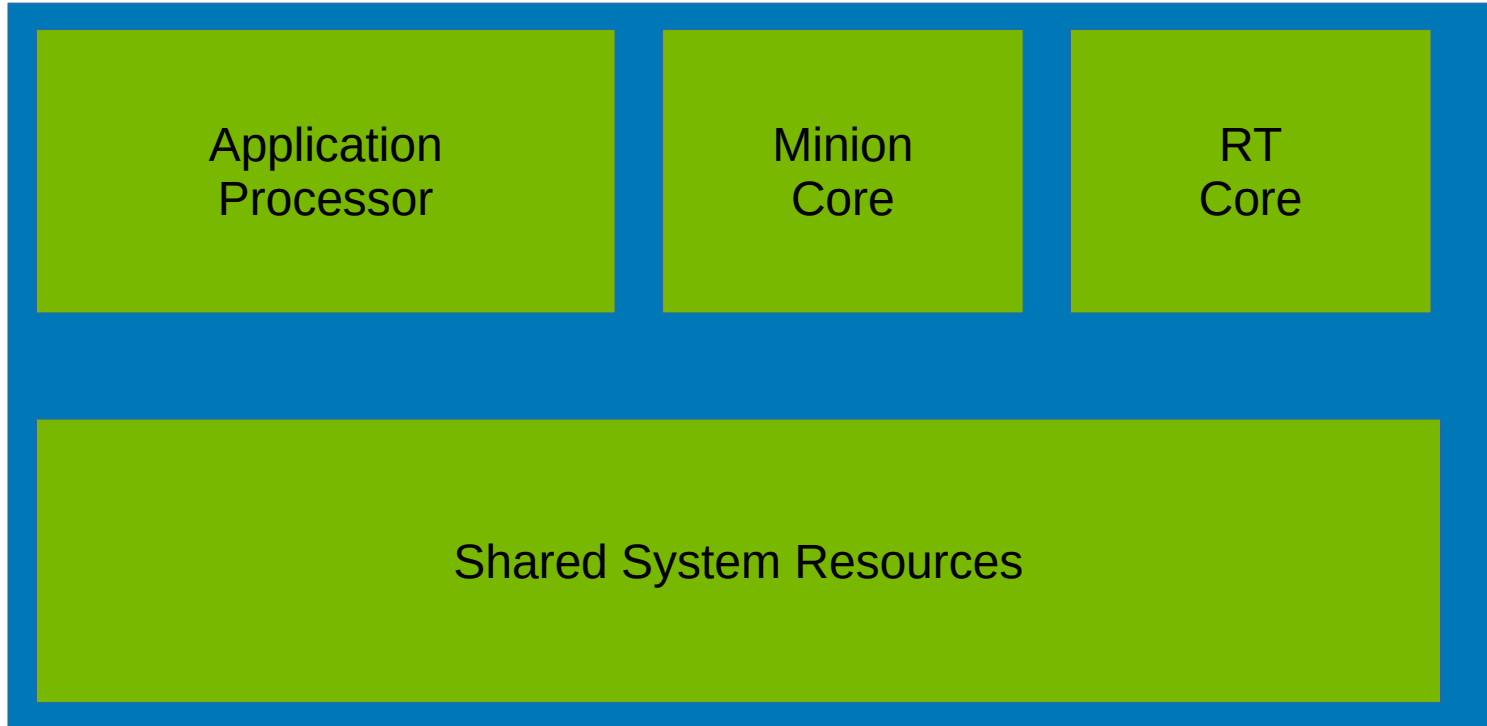 Application
Processor
Minion
Core
RT
Core
Shared System Resources